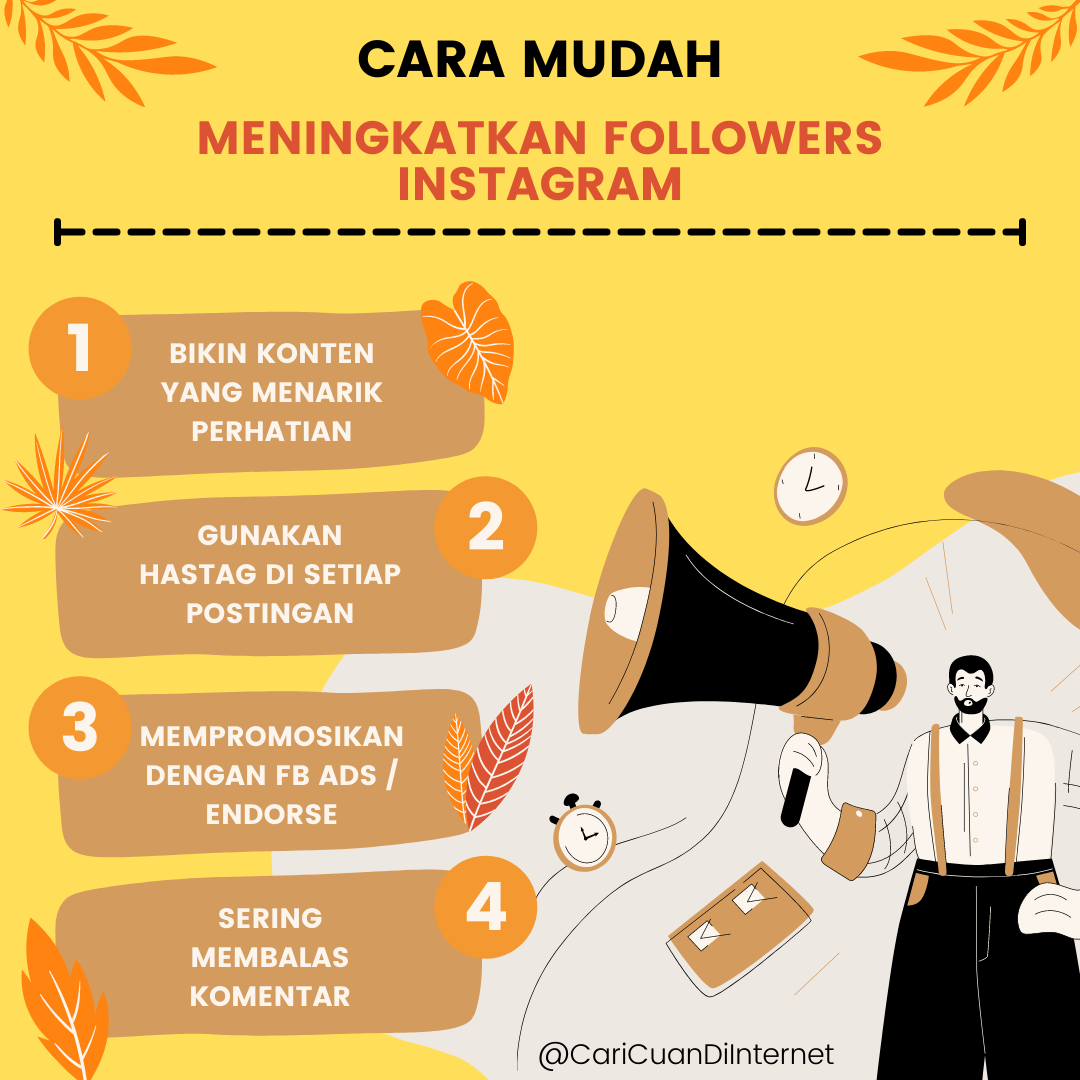 CARA MUDAH
MENINGKATKAN FOLLOWERS
INSTAGRAM
1
BIKIN KONTEN
YANG MENARIK
PERHATIAN
2
GUNAKAN
HASTAG DI SETIAP
POSTINGAN
3
MEMPROMOSIKAN
DENGAN FB ADS /
ENDORSE
4
SERING
MEMBALAS
KOMENTAR
@CariCuanDiInternet